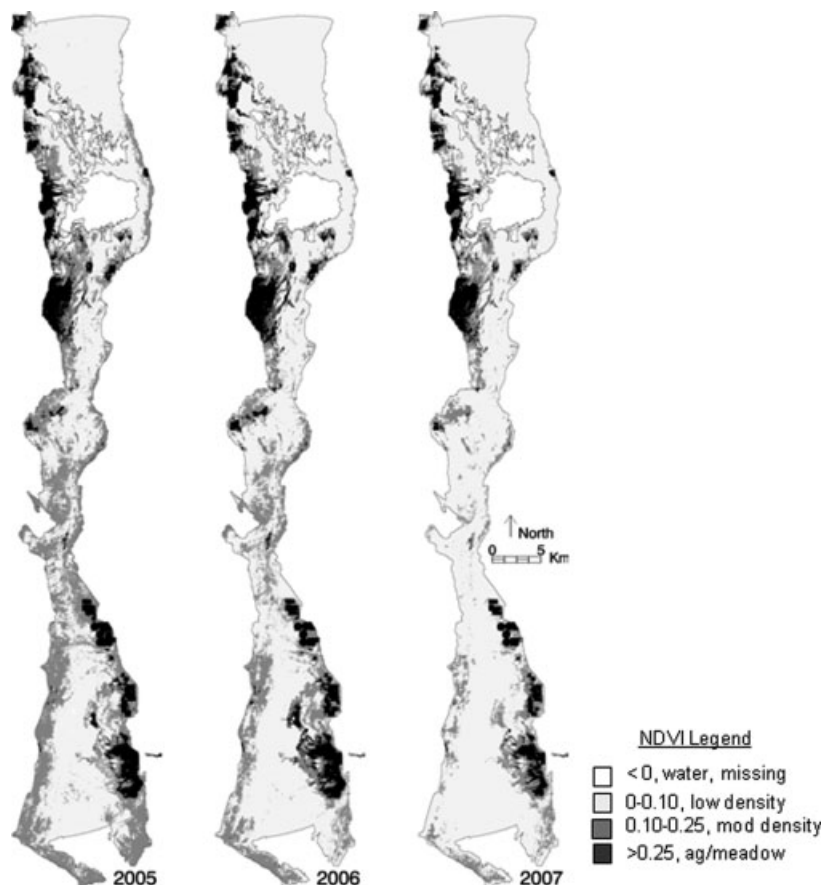 North
0 5
Km
NDVI Legend
< 0, water, missing
0-0.10, low density
0.10-0.25, mod density
>0.25, ag/meadow
2005 2006 2007